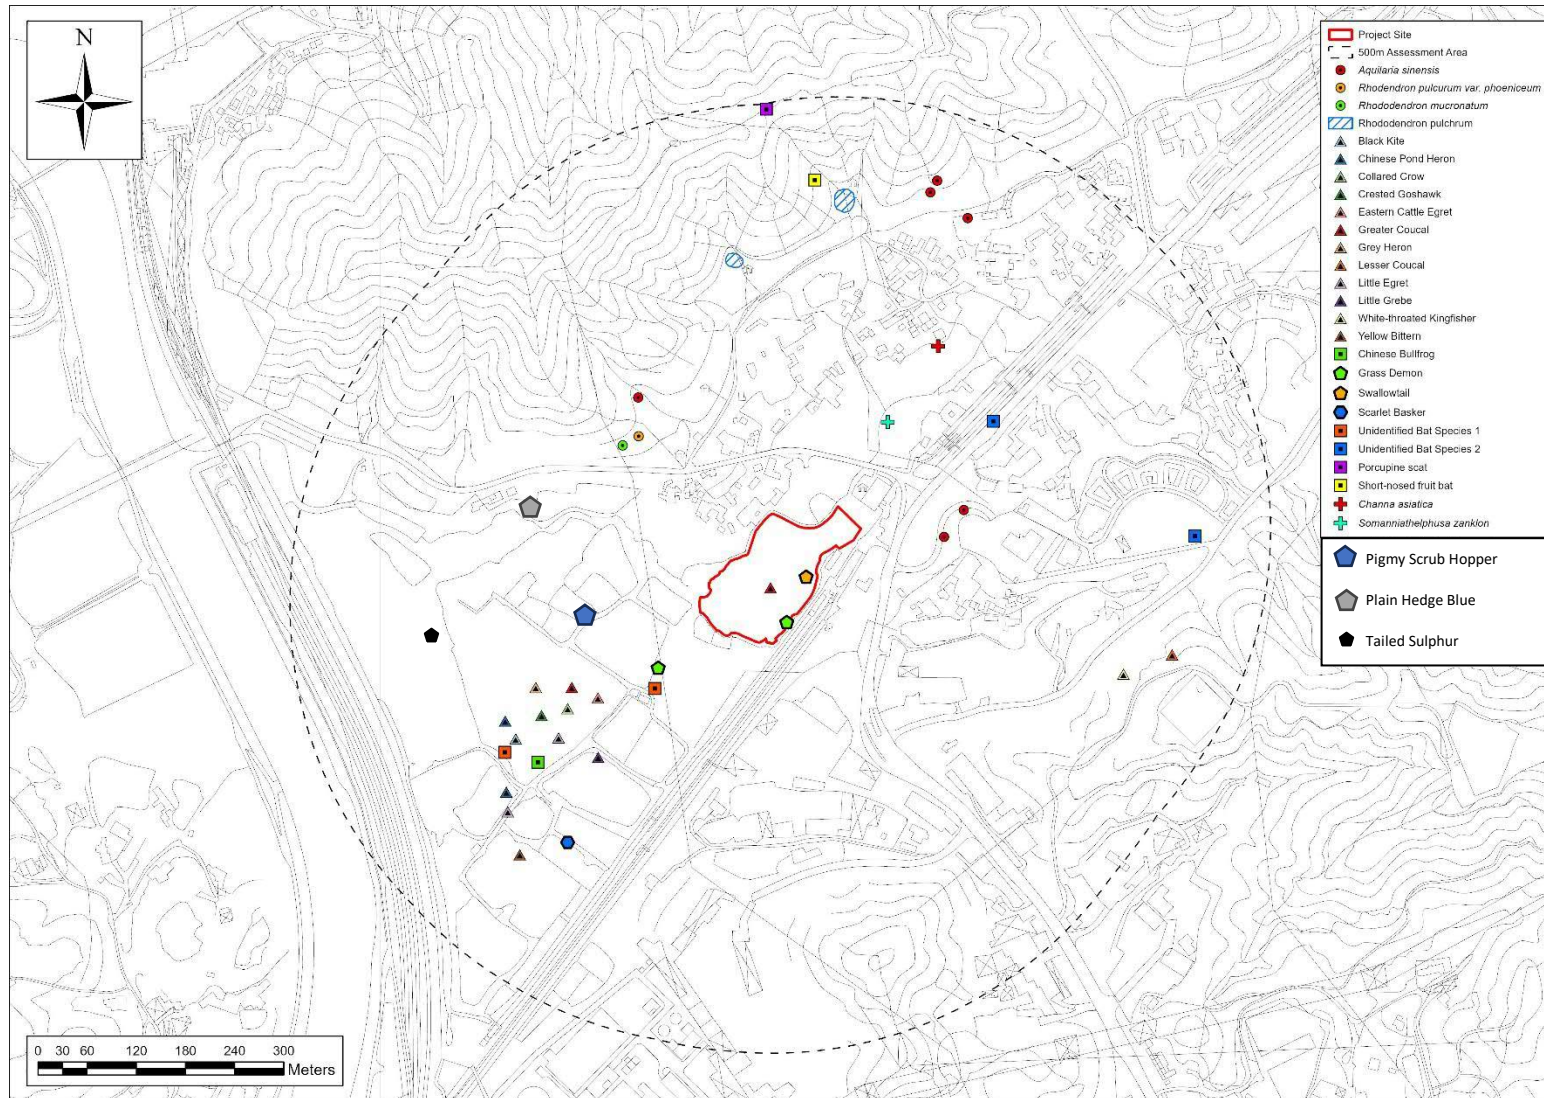 N
Project Site
500m Assessment Area
Aquilaria sinensis
Rhodendron pulcurum var. phoeniceum
Rhododendron mucronatum
Rhododendron pulchrum
Black Kite
Chinese Pond Heron
Collared Crow
Crested Goshawk
Eastern Cattle Egret
Greater Coucal
Grey Heron
Lesser Coucal
Little Egret
Little Grebe
White-throated Kingfisher
Yellow Bittern
Chinese Bullfrog
Grass Demon
Swallowtail
Scarlet Basker
Unidentified Bat Species 1
Unidentified Bat Species 2
Porcupine scat
Short-nosed fruit bat
Channa asiatica
Somanniathelphusa zanklon
Pigmy Scrub Hopper
Plain Hedge Blue
Tailed Sulphur
0 30 60 120 180 240 300
Meters